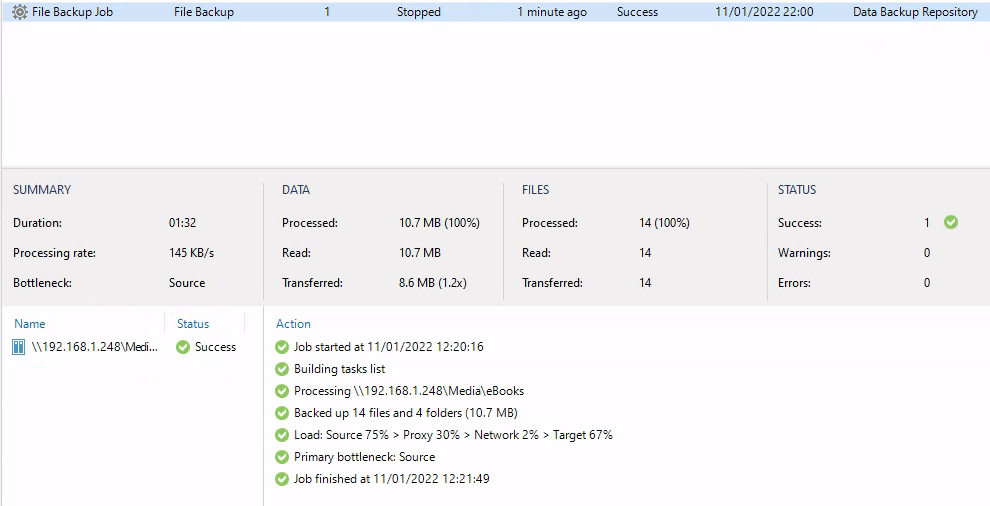 File Backup Job File Backup 1 Stopped 1 minute ago Success 11/01/2022 22:00 Data Backup Repository
SUMMARY DATA FILES STATUS
Duration: 01:32 Processed: 10.7 MB (100%) Processed: 14 (100%) Success: 1
Processing rate: 145 KB/s Read: 10.7 MB Read: 14 Warnings: 0
Bottleneck: Source Transferred: 8.6 MB (1.2x) Transferred: 14 Errors: 0
Name Status Action
\\192.168.1.248\Medi... Success Job started at 11/01/2022 12:20:16
Building tasks list
Processing \\192.168.1.248\Media\eBooks
Backed up 14 files and 4 folders (10.7 MB)
Load: Source 75% > Proxy 30% > Network 2% > Target 67%
Primary bottleneck: Source
Job finished at 11/01/2022 12:21:49